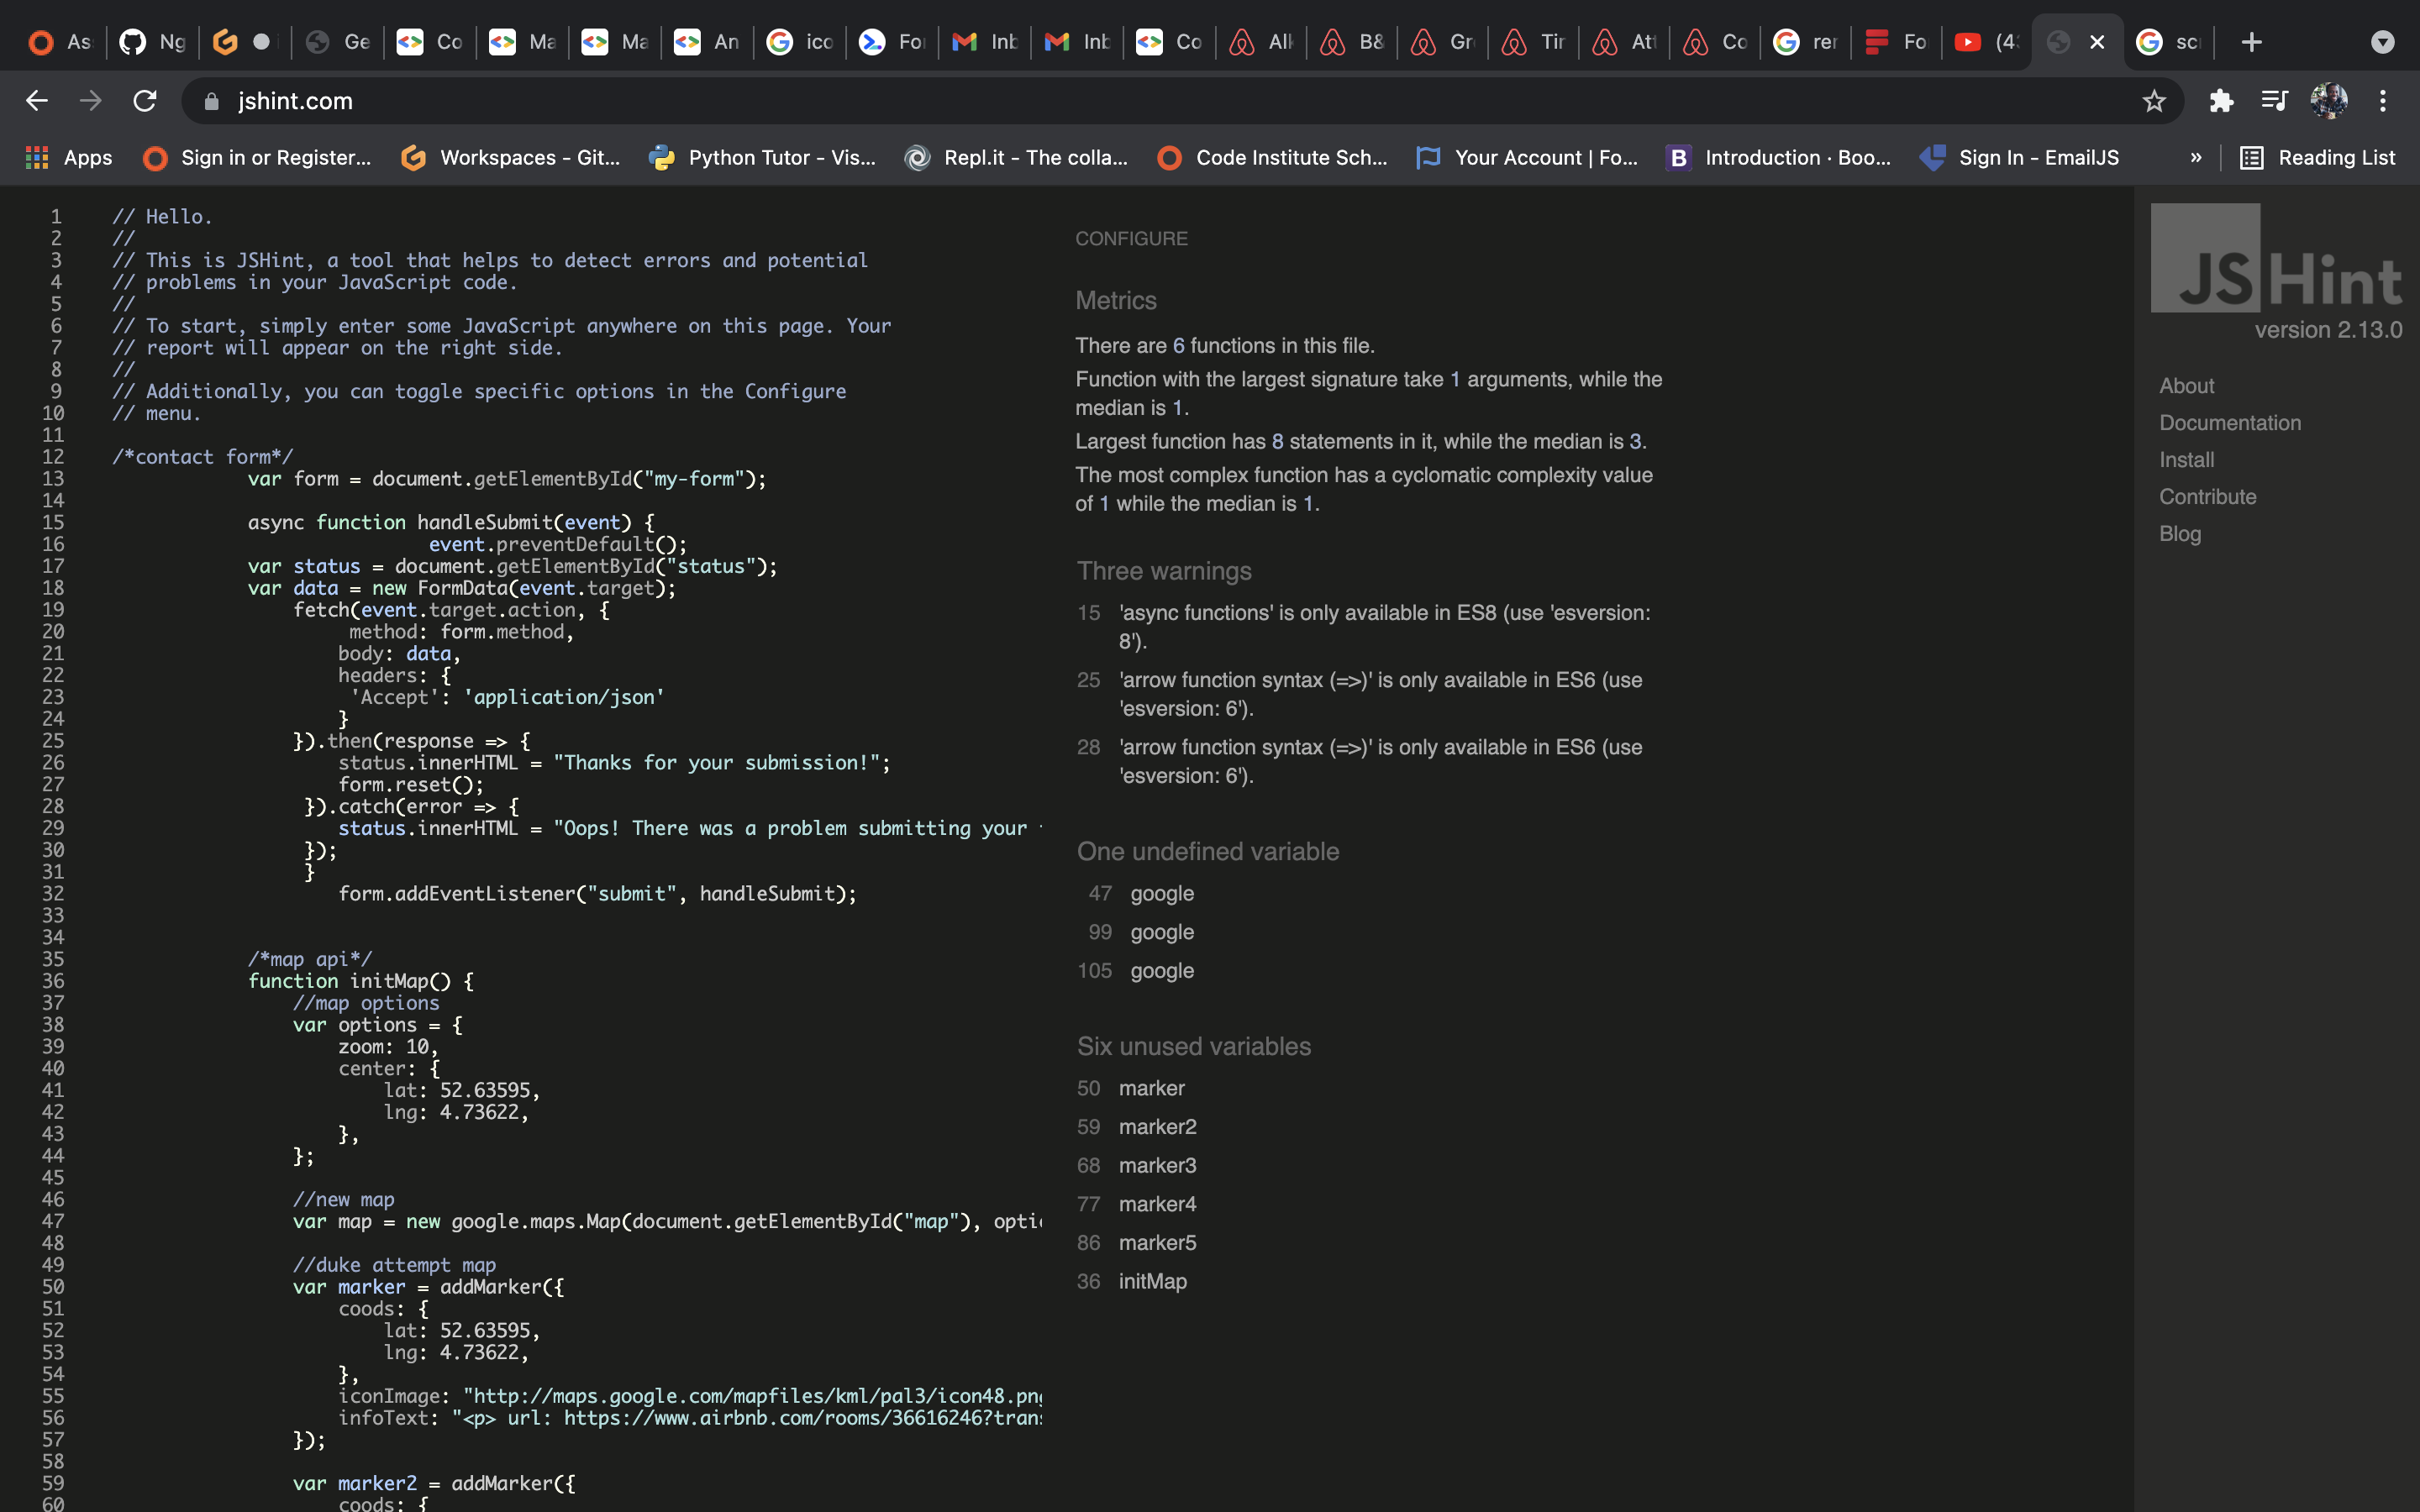 As
Ng
Ge
Co
Ma
Ma
An
ico
Fo
Inb
Inb
Co
B&
Gr
Co
Fo
sc
jshint.com
Apps
Sign in or Register...
Workspaces - Git...
Python Tutor - Vis...
Repl.it - The colla...
Code Institute Sch...
Your Account | Fo...
B
Introduction · Boo...
Sign In - EmailJS
»
Reading List
1 // Hello.
2 //
3 // This is JSHint, a tool that helps to detect errors and potential
4 // problems in your JavaScript code.
5 //
6 // To start, simply enter some JavaScript anywhere on this page. Your
7 // report will appear on the right side.
8 //
9 // Additionally, you can toggle specific options in the Configure
10 // menu.
11
12 /*contact form*/
13 var form = document.getElementById("my-form");
14
15 async function handleSubmit(event) {
16 event.preventDefault();
17 var status = document.getElementById("status");
18 var data = new FormData(event.target);
19 fetch(event.target.action, {
20 method: form.method,
21 body: data,
22 headers: {
23 'Accept': 'application/json'
24 }
25 }).then(response => {
26 status.innerHTML = "Thanks for your submission!";
27 form.reset();
28 }).catch(error => {
29 status.innerHTML = "Oops! There was a problem submitting your
30 });
31 }
32 form.addEventListener("submit", handleSubmit);
33
34
35 /*map api*/
36 function initMap() {
37 //map options
38 var options = {
39 zoom: 10,
40 center: {
41 lat: 52.63595,
42 lng: 4.73622,
43 },
44 };
45
46 //new map
47 var map = new google.maps.Map(document.getElementById("map"), optio
48
49 //duke attempt map
50 var marker = addMarker({
51 coods: {
52 lat: 52.63595,
53 lng: 4.73622,
54 },
55 iconImage: "http://maps.google.com/mapfiles/kml/pal3/icon48.png
56 infoText: "<p> url: https://www.airbnb.com/rooms/36616246?trans
57 });
58
59 var marker2 = addMarker({
60 coods: {
CONFIGURE
Metrics
There are 6 functions in this file.
Function with the largest signature take 1 arguments, while the
median is 1.
Largest function has 8 statements in it, while the median is 3.
The most complex function has a cyclomatic complexity value
of 1 while the median is 1.
Three warnings
15 'async functions' is only available in ES8 (use 'esversion:
8').
25 'arrow function syntax (=>)' is only available in ES6 (use
'esversion: 6').
28 'arrow function syntax (=>)' is only available in ES6 (use
'esversion: 6').
One undefined variable
47 google
99 google
105 google
Six unused variables
50 marker
59 marker2
68 marker3
77 marker4
86 marker5
36 initMap
JSHint
version 2.13.0
About
Documentation
Install
Contribute
Blog